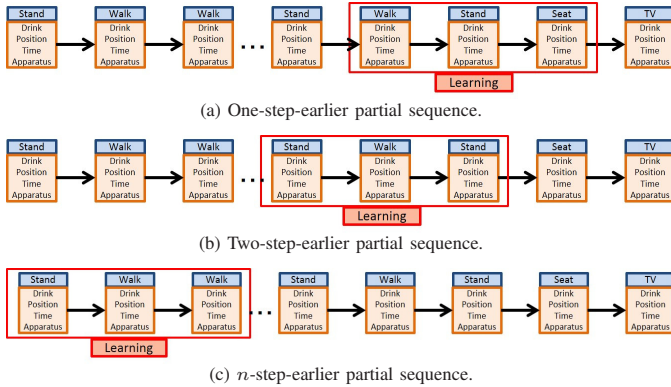 Stand Walk Walk Stand Walk Stand Seat TV
Drink Drink Drink Drink Drink Drink Drink Drink
Position Position Position Position Position Position Position Position
Time Time Time ... Time Time Time Time Time
Apparatus Apparatus Apparatus Apparatus Apparatus Apparatus Apparatus Apparatus
Learning
(a) One-step-earlier partial sequence.
Stand Walk Walk Stand Walk Stand Seat TV
Drink Drink Drink Drink Drink Drink Drink Drink
Position Position Position Position Position Position Position Position
Time Time Time ... Time Time Time Time Time
Apparatus Apparatus Apparatus Apparatus Apparatus Apparatus Apparatus Apparatus
Learning
(b) Two-step-earlier partial sequence.
Stand Walk Walk Stand Walk Stand Seat TV
Drink Drink Drink Drink Drink Drink Drink Drink
Position Position Position Position Position Position Position Position
Time Time Time ... Time Time Time Time Time
Apparatus Apparatus Apparatus Apparatus Apparatus Apparatus Apparatus Apparatus
Learning
(c) n-step-earlier partial sequence.